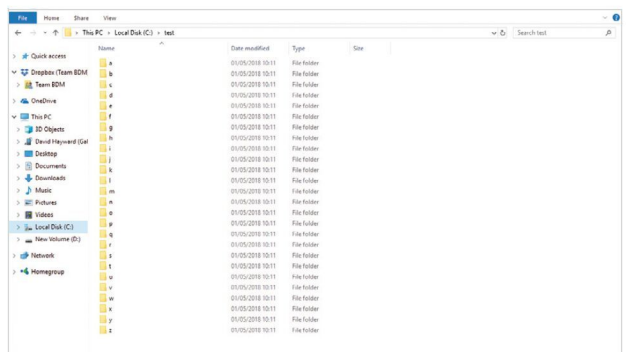 File Home Share View
This PC > Local Disk (C:) > test
Search test
Name Date modified Type Size
Quick access
Dropbox (Team BDM
Team BDM
OneDrive
This PC
3D Objects
David Hayward (Gal
Desktop
Documents
Downloads
Music
Pictures
Videos
Local Disk (C:)
New Volume (D:)
Network
Homegroup
a 01/05/2018 10:11 File folder
b 01/05/2018 10:11 File folder
c 01/05/2018 10:11 File folder
d 01/05/2018 10:11 File folder
e 01/05/2018 10:11 File folder
f 01/05/2018 10:11 File folder
g 01/05/2018 10:11 File folder
h 01/05/2018 10:11 File folder
i 01/05/2018 10:11 File folder
j 01/05/2018 10:11 File folder
k 01/05/2018 10:11 File folder
l 01/05/2018 10:11 File folder
m 01/05/2018 10:11 File folder
n 01/05/2018 10:11 File folder
o 01/05/2018 10:11 File folder
p 01/05/2018 10:11 File folder
q 01/05/2018 10:11 File folder
r 01/05/2018 10:11 File folder
s 01/05/2018 10:11 File folder
t 01/05/2018 10:11 File folder
u 01/05/2018 10:11 File folder
v 01/05/2018 10:11 File folder
w 01/05/2018 10:11 File folder
x 01/05/2018 10:11 File folder
y 01/05/2018 10:11 File folder
z 01/05/2018 10:11 File folder